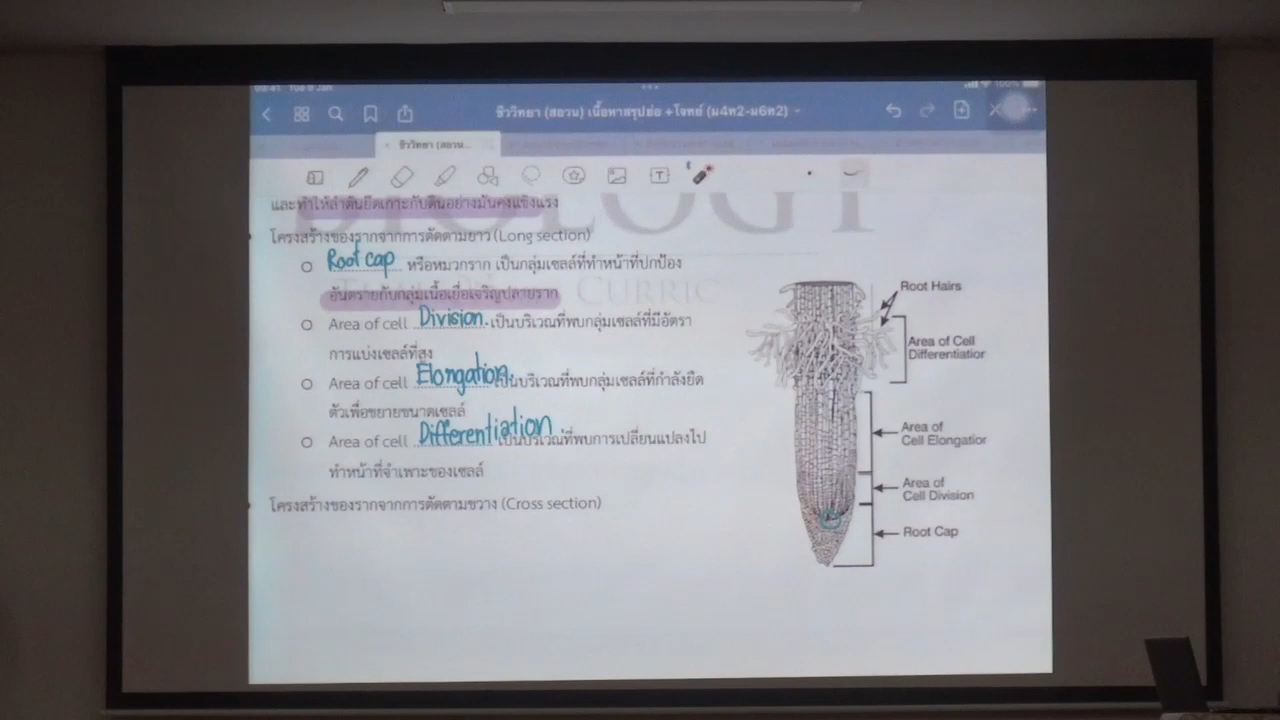 ชีววิทยา (สอวน) เนื้อหาสรุปย่อ +โจทย์ (ม4ท2-ม6ท2)
ชีววิทยา (สอวน...
และทำให้ลำต้นยึดเกาะกับดินอย่างมั่นคงแข็งแรง
โครงสร้างของรากจากการตัดตามยาว (Long section)
Root cap หรือหมวกราก เป็นกลุ่มเซลล์ที่ทำหน้าที่ปกป้อง
อันตรายกับกลุ่มเนื้อเยื่อเจริญปลายราก
CURRIC
Area of cell Division. เป็นบริเวณที่พบกลุ่มเซลล์ที่มีอัตรา
การแบ่งเซลล์ที่สูง
Area of cell Elongation. เป็นบริเวณที่พบกลุ่มเซลล์ที่กำลังยืด
ตัวเพื่อขยายขนาดเซลล์
Area of cell Differentiation. เป็นบริเวณที่พบการเปลี่ยนแปลงไป
ทำหน้าที่จำเพาะของเซลล์
โครงสร้างของรากจากการตัดตามขวาง (Cross section)
Root Hairs
Area of Cell
Differentiation
Area of
Cell Elongation
Area of
Cell Division
Root Cap